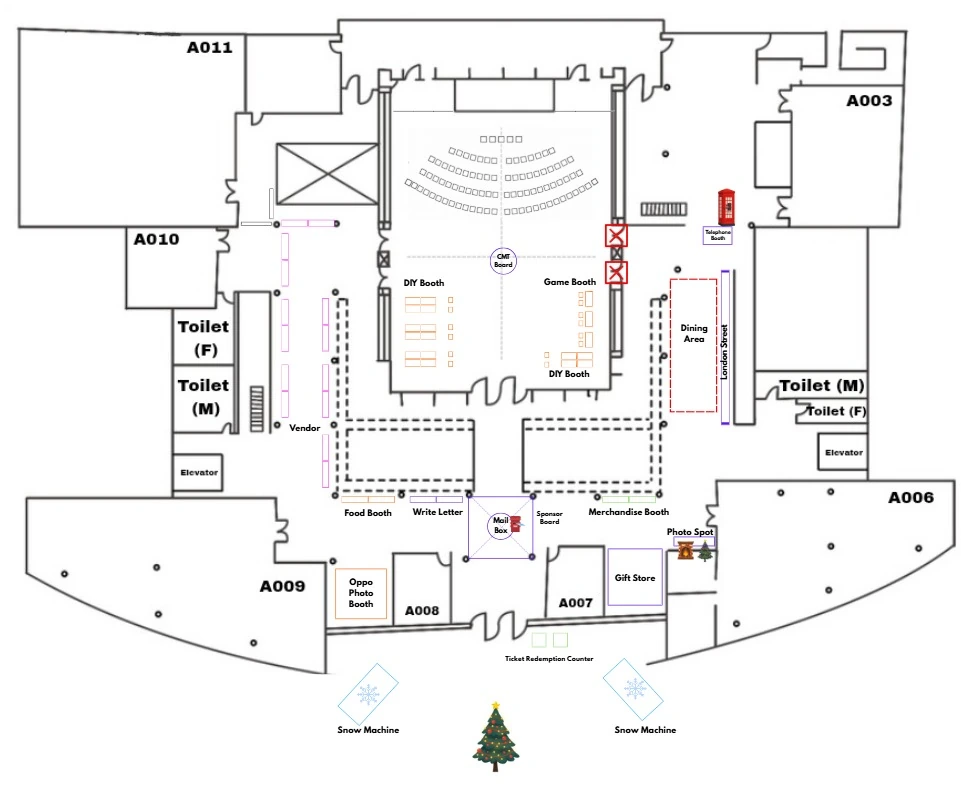 A011
A003
Telephone
Booth
A010
CMT
Board
DIY Booth
Game Booth
Dining
Area
London Street
Toilet
(F)
Toilet
(M)
DIY Booth
Toilet (M)
Toilet (F)
Vendor
Elevator
Elevator
A006
Food Booth
Write Letter
Mail
Box
Sponsor
Board
Merchandise Booth
Photo Spot
A009
Oppo
Photo
Booth
A008
A007
Gift Store
Ticket Redemption Counter
Snow Machine
Snow Machine